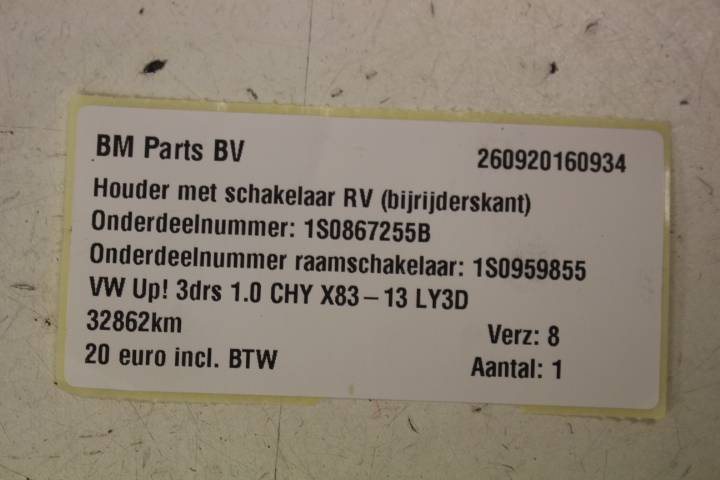 BM Parts BV 260920160934
Houder met schakelaar RV (bijrijderskant)
Onderdeelnummer: 1S0867255B
Onderdeelnummer raamschakelaar: 1S0959855
VW Up! 3drs 1.0 CHY X83 – 13 LY3D
32862km Verz: 8
20 euro incl. BTW Aantal: 1